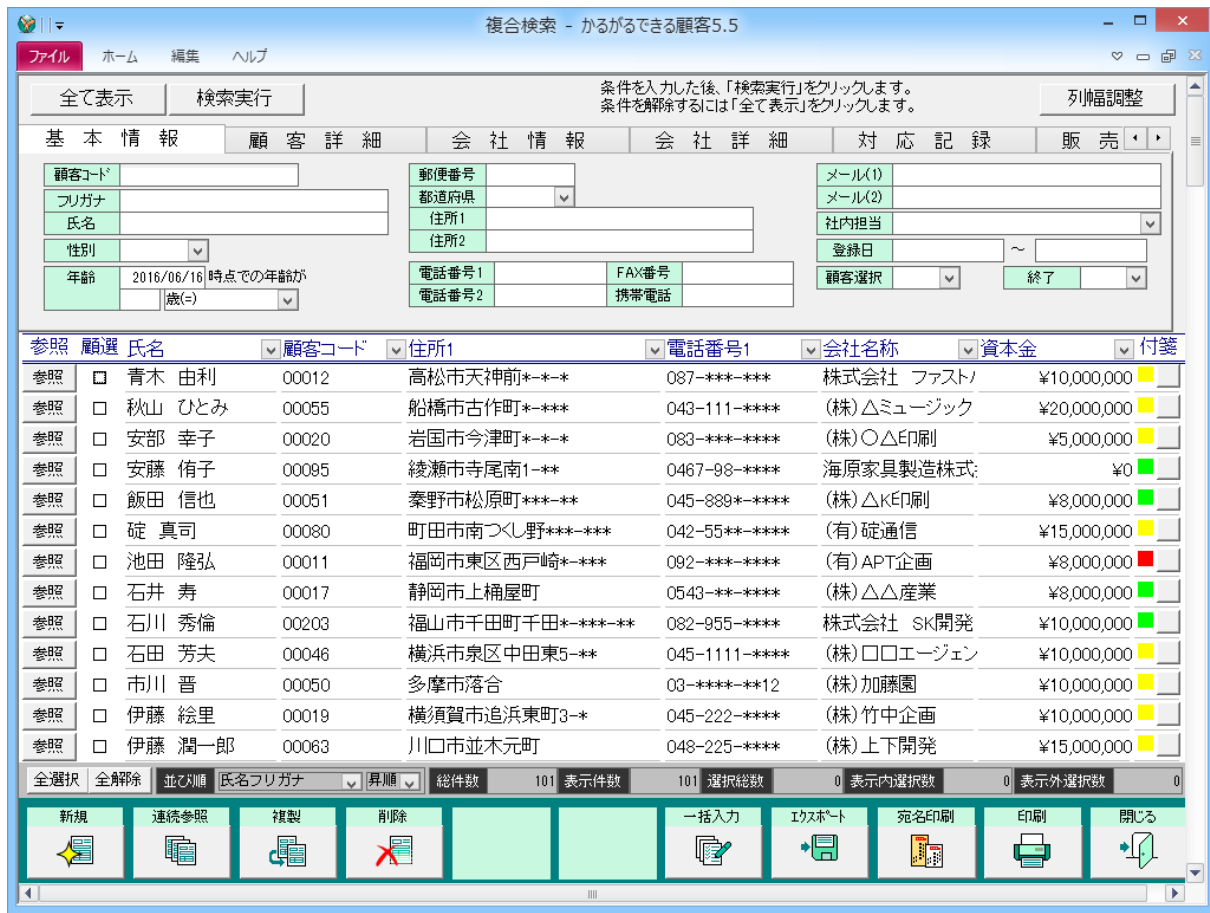 複合検索 - かるがるできる顧客5.5
ファイル ホーム 編集 ヘルプ
全て表示 検索実行 条件を入力した後、「検索実行」をクリックします。 列幅調整
条件を解除するには「全て表示」をクリックします。
基本情報 顧客詳細 会社情報 会社詳細 対応記録 販売
顧客コード 郵便番号 メール(1)
フリガナ 都道府県 メール(2)
氏名 住所1 社内担当
性別 住所2 登録日 ～
年齢 2016/06/16 時点での年齢が 電話番号1 FAX番号 顧客選択 終了
歳(=) 電話番号2 携帯電話
参照 顧選 氏名 顧客コード 住所1 電話番号1 会社名称 資本金 付箋
参照 青木 由利 00012 高松市天神前*-*-* 087-***-*** 株式会社 ファスト ¥10,000,000
参照 秋山 ひとみ 00055 船橋市古作町*-*** 043-111-**** (株)△ミュージック ¥20,000,000
参照 安部 幸子 00020 岩国市今津町*-*-* 083-***-**** (株)○△印刷 ¥5,000,000
参照 安藤 侑子 00095 綾瀬市寺尾南1-** 0467-98-**** 海原家具製造株式 ¥0
参照 飯田 信也 00051 秦野市松原町***-** 045-889*-**** (株)△K印刷 ¥8,000,000
参照 碇 真司 00080 町田市南つくし野***-*** 042-55**-**** (有)碇通信 ¥15,000,000
参照 池田 隆弘 00011 福岡市東区西戸崎*-*** 092-***-**** (有)APT企画 ¥8,000,000
参照 石井 寿 00017 静岡市上桶屋町 0543-**-**** (株)△△産業 ¥8,000,000
参照 石川 秀倫 00203 福山市千田町千田*-***-** 082-955-**** 株式会社 SK開発 ¥10,000,000
参照 石田 芳夫 00046 横浜市泉区中田東5-** 045-1111-**** (株)□□エージェン ¥10,000,000
参照 市川 晋 00050 多摩市落合 03-****-**12 (株)加藤園 ¥10,000,000
参照 伊藤 絵里 00019 横須賀市追浜東町3-* 045-222-**** (株)竹中企画 ¥10,000,000
参照 伊藤 潤一郎 00063 川口市並木元町 048-225-**** (株)上下開発 ¥15,000,000
全選択 全解除 並び順 氏名フリガナ 昇順 総件数 101 表示件数 101 選択総数 0 表示内選択数 0 表示外選択数 0
新規 連続参照 複製 削除 一括入力 エクスポート 宛名印刷 印刷 閉じる